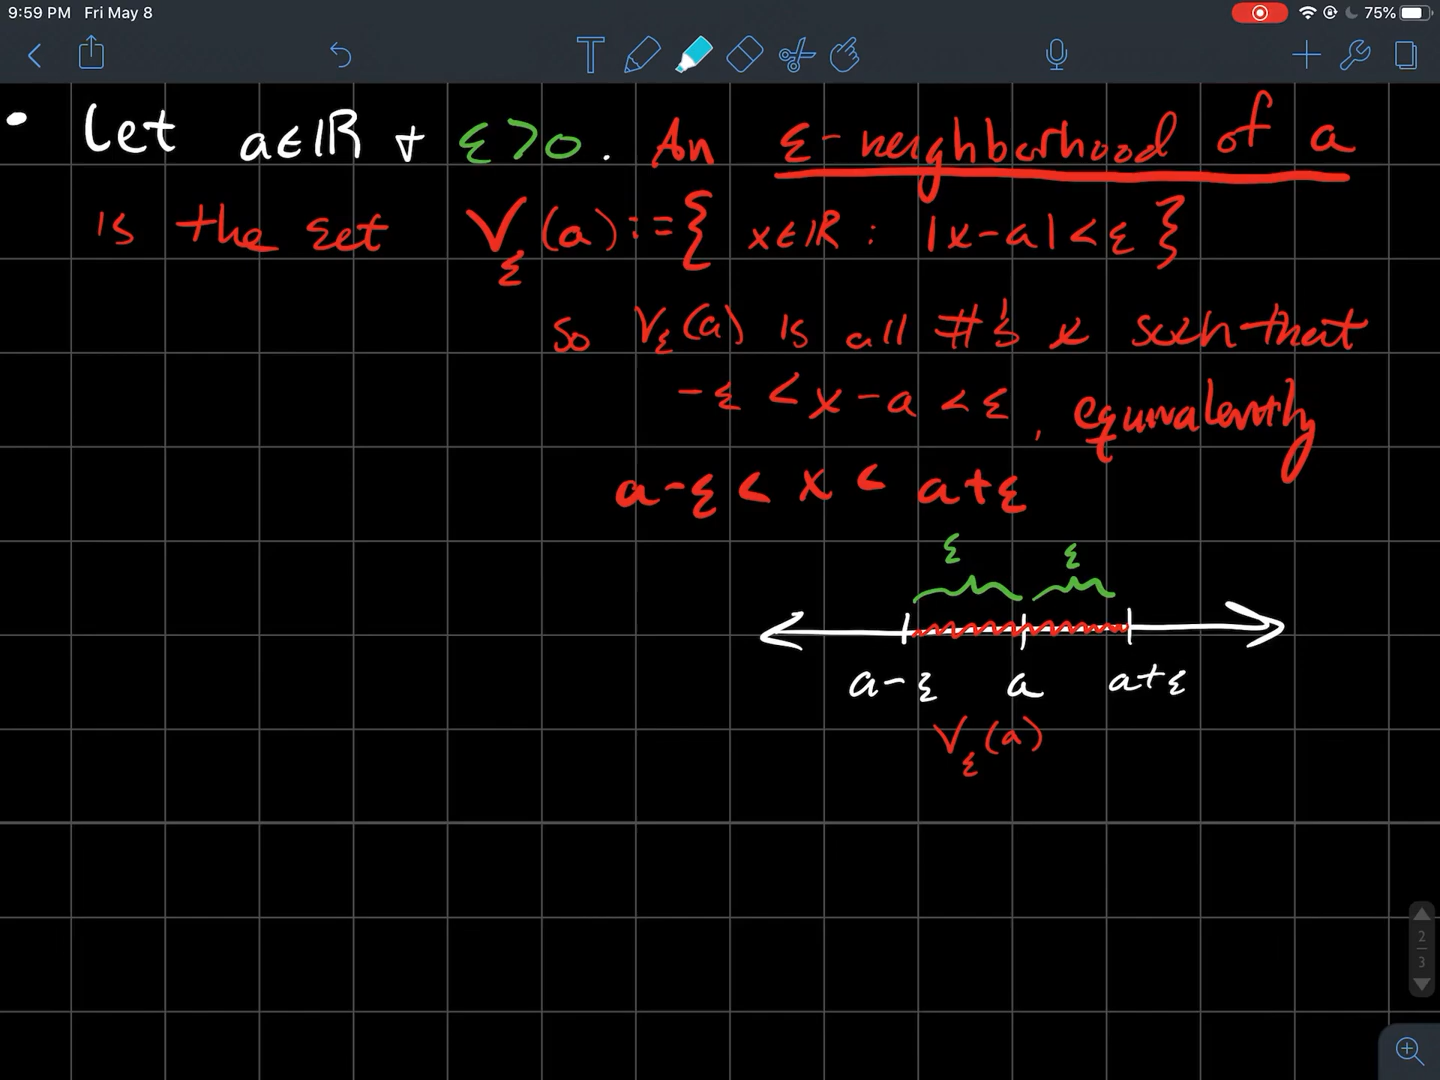 9:59 PM Fri May 8 75%
• Let a∈ℝ + ε>0. An ε-neighborhood of a
is the set V_ε(a) := { x∈ℝ : |x-a|<ε }
So V_ε(a) is all #'s x such that
-ε < x-a < ε, equivalently
a-ε < x < a+ε
ε ε
a-ε a a+ε
V_ε(a)
2
3